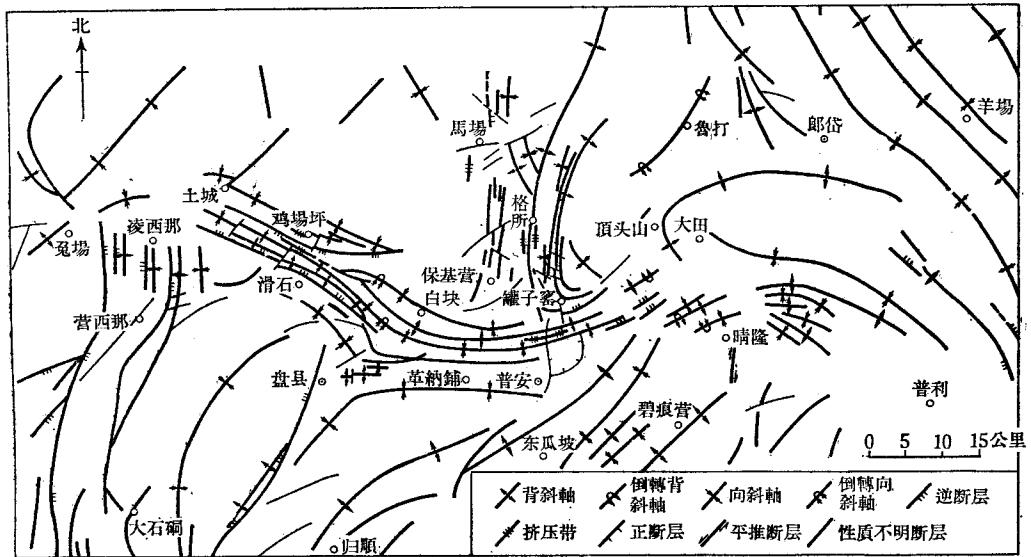 北
羊場
馬場
魯打
郎岱
土城
鸡場坪
格所
頂头山
大田
凌西那
冤場
滑石
保基营
白块
罐子窰
营西那
晴隆
盘县
革納鋪
普安
普利
碧痕营
东瓜坡
0 5 10 15公里
大石硐
归順
背斜軸 倒轉背斜軸 向斜軸 倒轉向斜軸 逆断层
挤压带 正断层 平推断层 性質不明断层